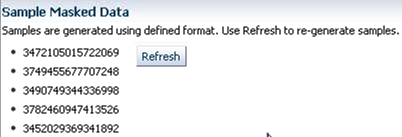 Sample Masked Data
Samples are generated using defined format. Use Refresh to re-generate samples.
3472105015722069
Refresh
3749455677707248
3490749344336998
3782460947413526
3452029369341892